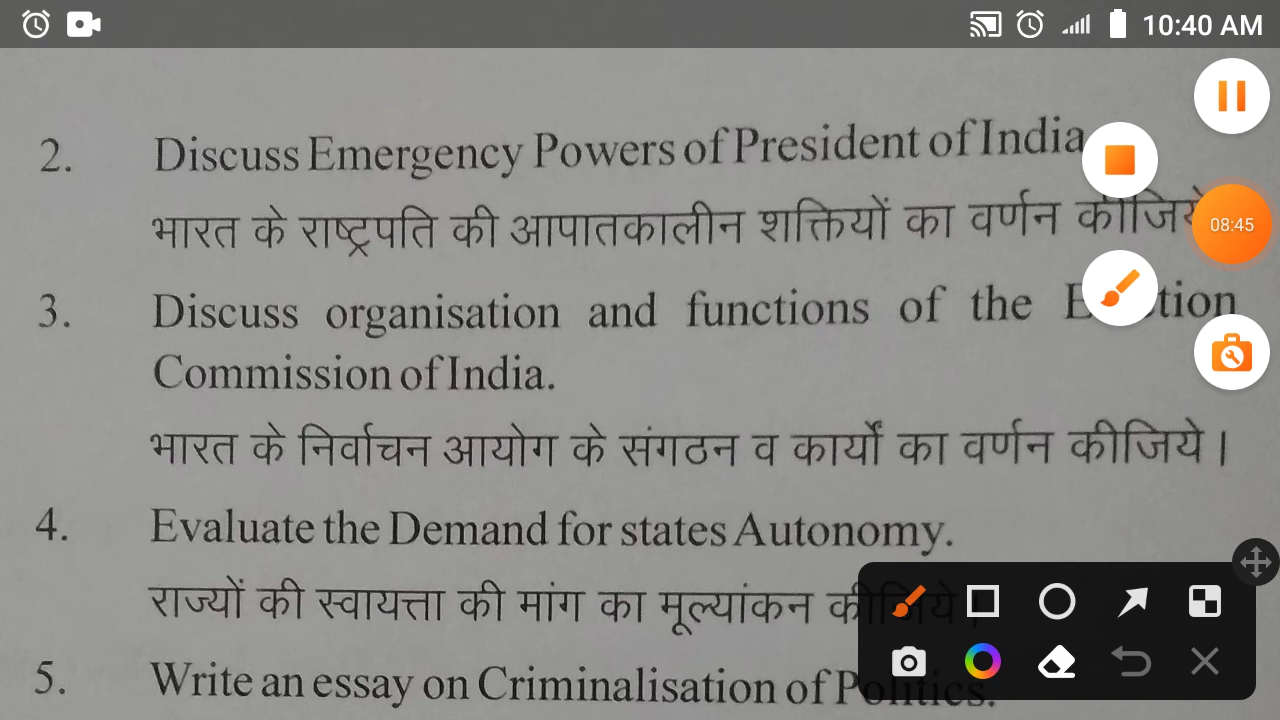 10:40 AM
2. Discuss Emergency Powers of President of India
भारत के राष्ट्रपति की आपातकालीन शक्तियों का वर्णन
08:45
3. Discuss organisation and functions of the
Commission of India.
भारत के निर्वाचन आयोग के संगठन व कार्यों का वर्णन कीजिये।
4. Evaluate the Demand for states Autonomy.
राज्यों की स्वायत्ता की मांग का मूल्यांकन कीजिये।
5. Write an essay on Criminalisation of Politics.